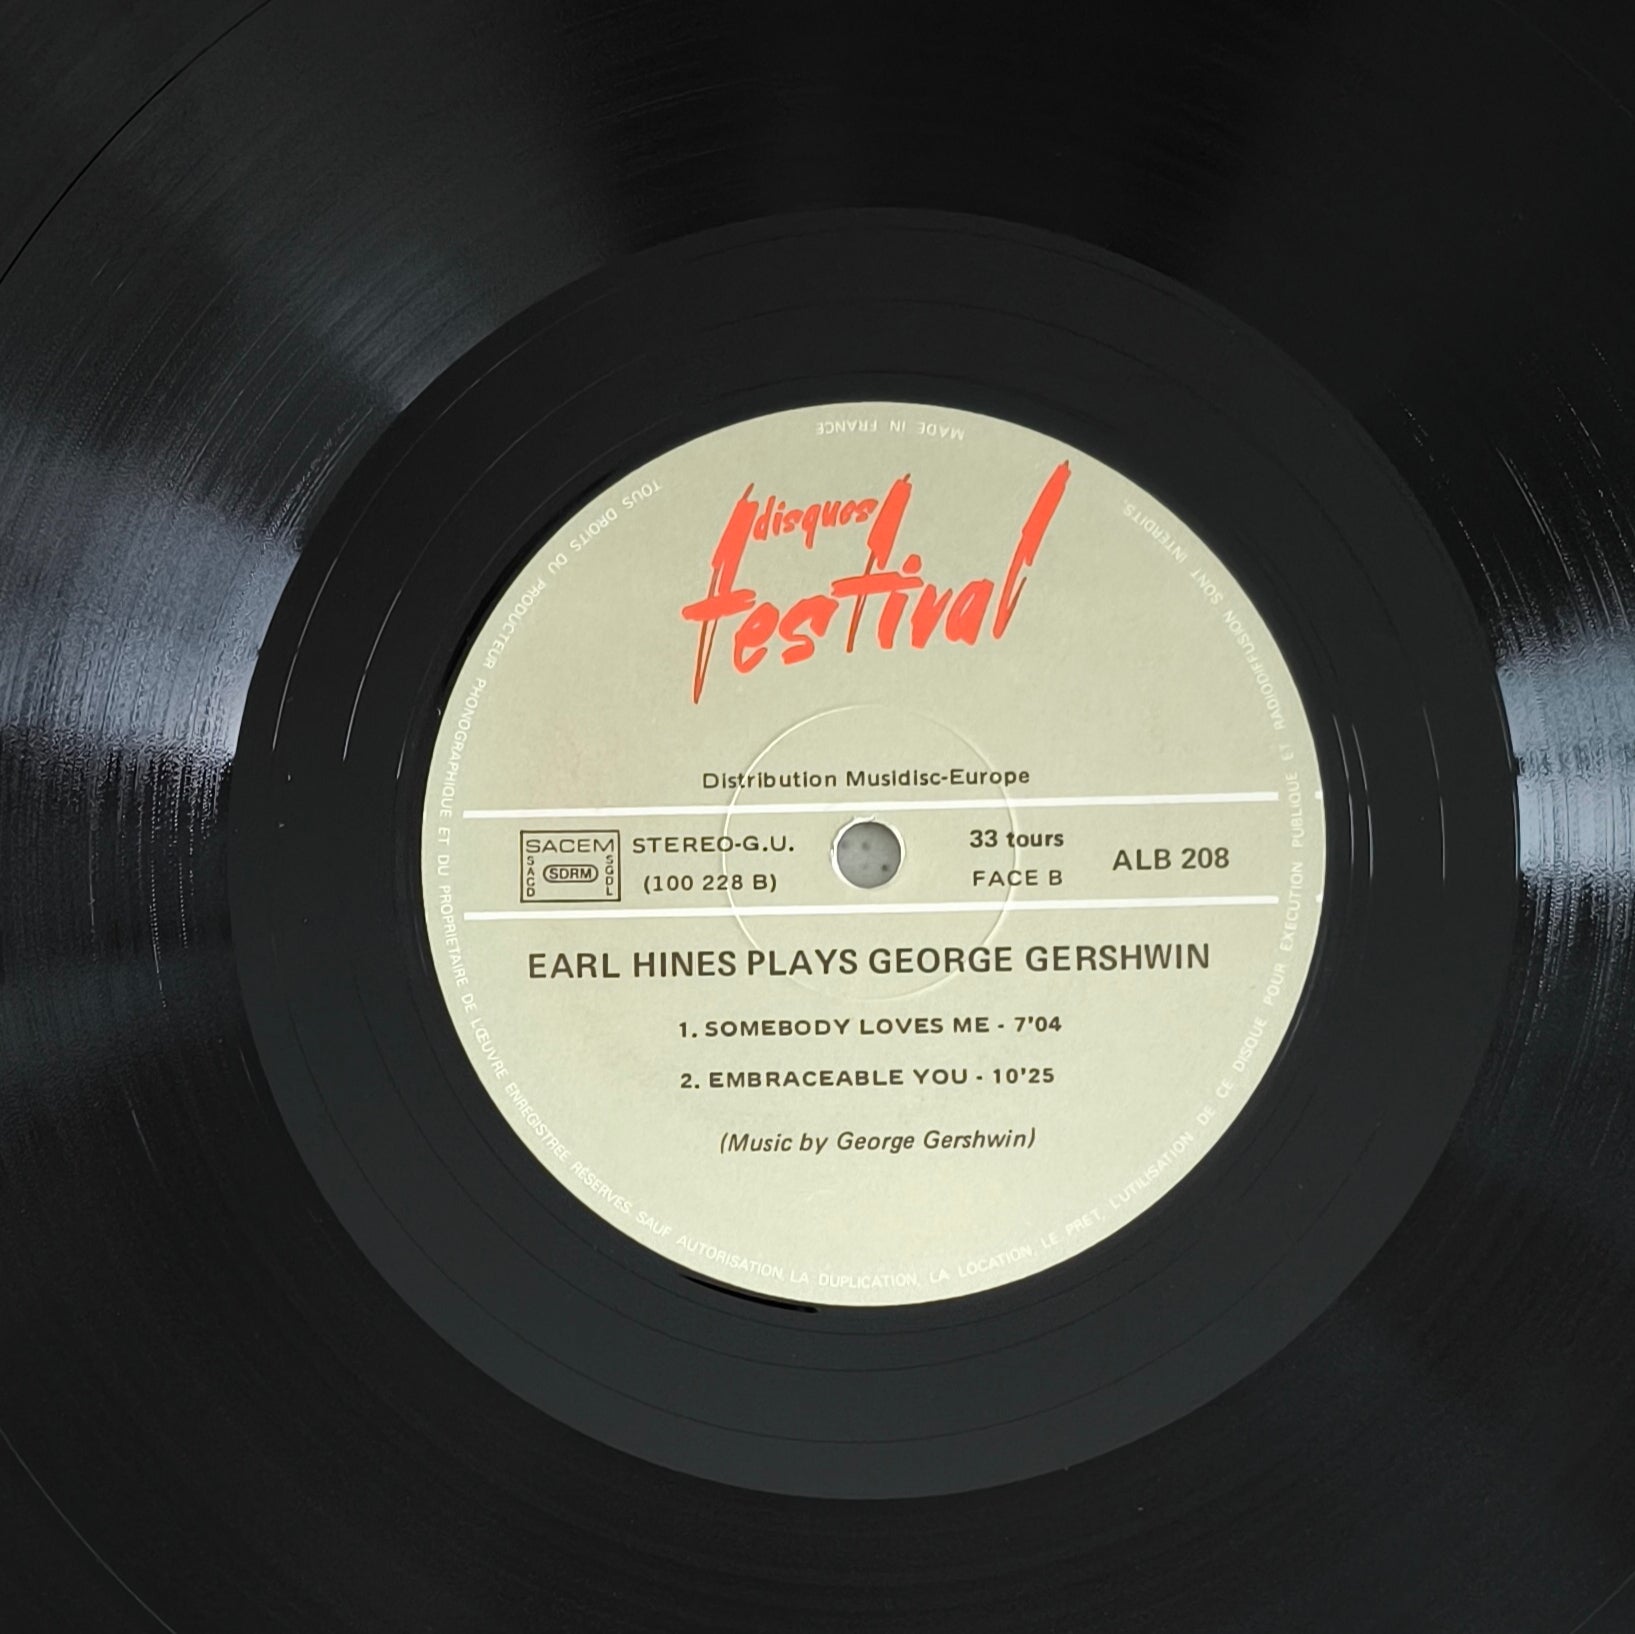 MADE IN FRANCE
disques
festival
Distribution Musidisc-Europe
SACEM
SACD
SDRM
SGDL
STEREO-G.U.
(100 228 B)
33 tours
FACE B
ALB 208
EARL HINES PLAYS GEORGE GERSHWIN
1. SOMEBODY LOVES ME - 7'04
2. EMBRACEABLE YOU - 10'25
(Music by George Gershwin)
TOUS DROITS DU PRODUCTEUR PHONOGRAPHIQUE ET DU PROPRIETAIRE DE L'ŒUVRE ENREGISTREE RÉSERVES. SAUF AUTORISATION, LA DUPLICATION, LA LOCATION, LE PRET, L'UTILISATION DE CE DISQUE POUR EXECUTION PUBLIQUE ET RADIODIFFUSION SONT INTERDITS.